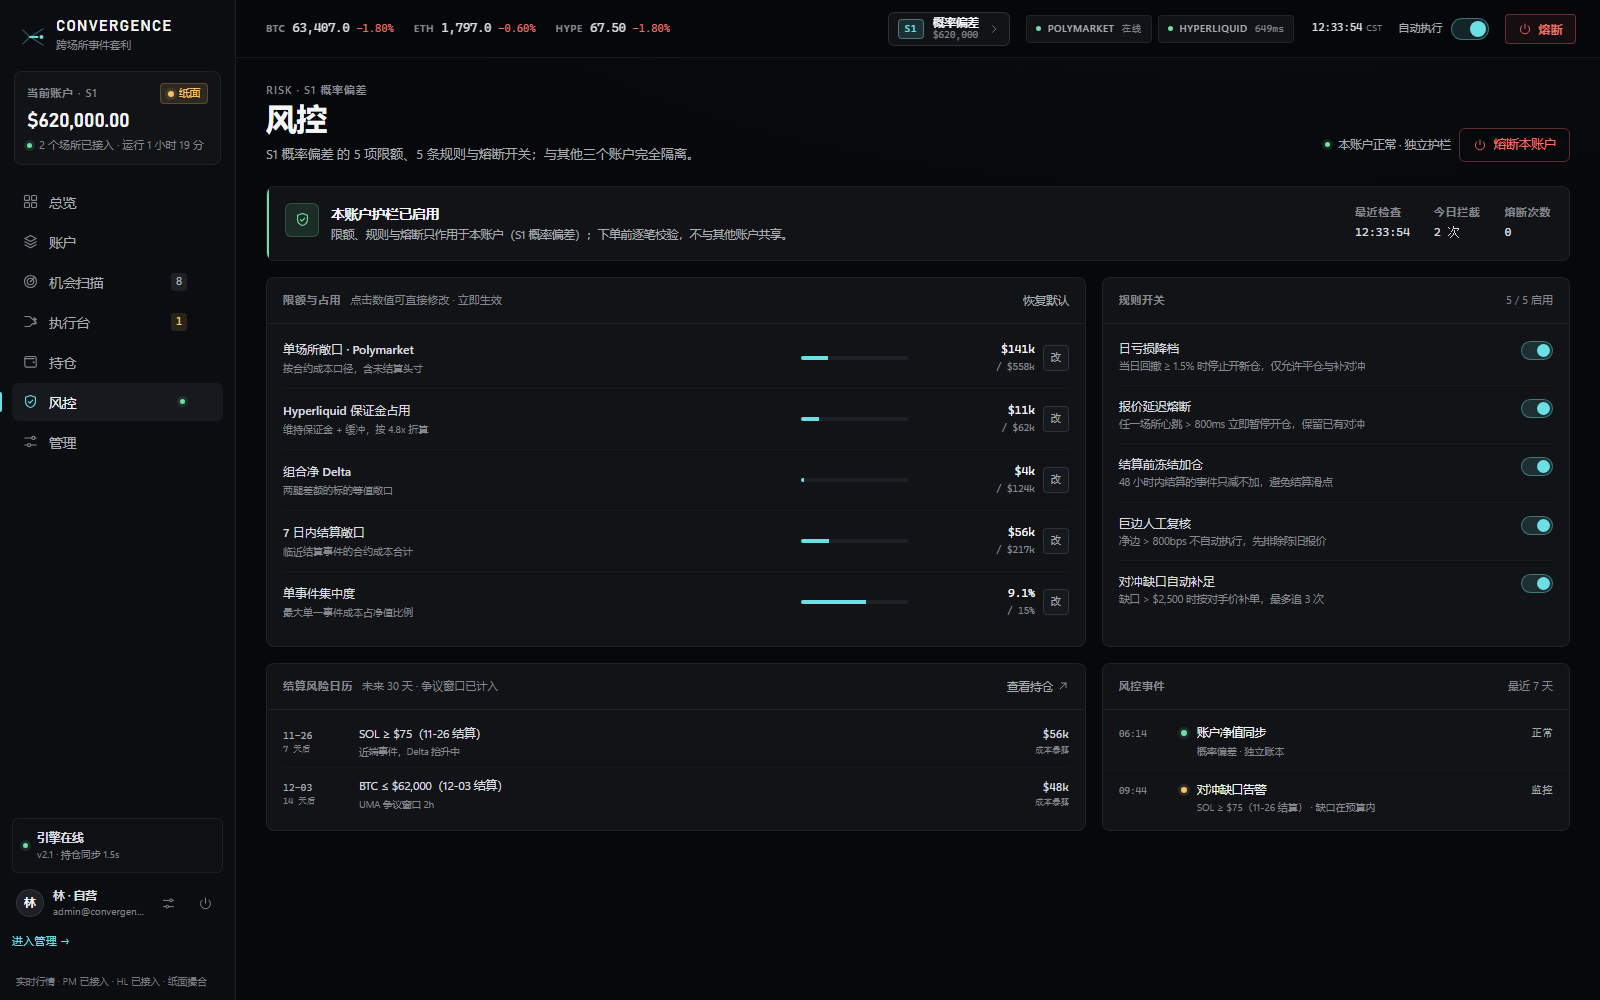 CONVERGENCE
跨场所事件套利
当前账户 · S1
纸面
$620,000.00
2 个场所已接入 · 运行 1 小时 19 分
总览
账户
机会扫描 8
执行台 1
持仓
风控
管理
引擎在线
v2.1 · 持仓同步 1.5s
林
林 · 自营
admin@convergen...
进入管理 →
实时行情 · PM 已接入 · HL 已接入 · 纸面撮合
BTC 63,407.0 -1.80%
ETH 1,797.0 -0.60%
HYPE 67.50 -1.80%
S1
概率偏差
$620,000
POLYMARKET 在线
HYPERLIQUID 649ms
12:33:54 CST
自动执行
熔断
RISK · S1 概率偏差
风控
S1 概率偏差 的 5 项限额、5 条规则与熔断开关；与其他三个账户完全隔离。
本账户正常 · 独立护栏
熔断本账户
本账户护栏已启用
限额、规则与熔断只作用于本账户（S1 概率偏差）；下单前逐笔校验，不与其他账户共享。
最近检查
12:33:54
今日拦截
2 次
熔断次数
0
限额与占用 点击数值可直接修改 · 立即生效
恢复默认
单场所敞口 · Polymarket
按合约成本口径，含未结算头寸
$141k
/ $558k
改
Hyperliquid 保证金占用
维持保证金 + 缓冲，按 4.8x 折算
$11k
/ $62k
改
组合净 Delta
两腿差额的标的等值敞口
$4k
/ $124k
改
7 日内结算敞口
临近结算事件的合约成本合计
$56k
/ $217k
改
单事件集中度
最大单一事件成本占净值比例
9.1%
/ 15%
改
规则开关
5 / 5 启用
日亏损降档
当日回撤 ≥ 1.5% 时停止开新仓，仅允许平仓与补对冲
报价延迟熔断
任一场所心跳 > 800ms 立即暂停开仓，保留已有对冲
结算前冻结加仓
48 小时内结算的事件只减不加，避免结算滑点
巨边人工复核
净边 > 800bps 不自动执行，先排除陈旧报价
对冲缺口自动补足
缺口 > $2,500 时按对手价补单，最多追 3 次
结算风险日历 未来 30 天 · 争议窗口已计入
查看持仓 ↗
11-26
7 天后
SOL ≥ $75（11-26 结算）
近端事件，Delta 抬升中
$56k
成本暴露
12-03
14 天后
BTC ≤ $62,000（12-03 结算）
UMA 争议窗口 2h
$48k
成本暴露
风控事件
最近 7 天
06:14
账户净值同步
概率偏差 · 独立账本
正常
09:44
对冲缺口告警
SOL ≥ $75（11-26 结算） · 缺口在预算内
监控